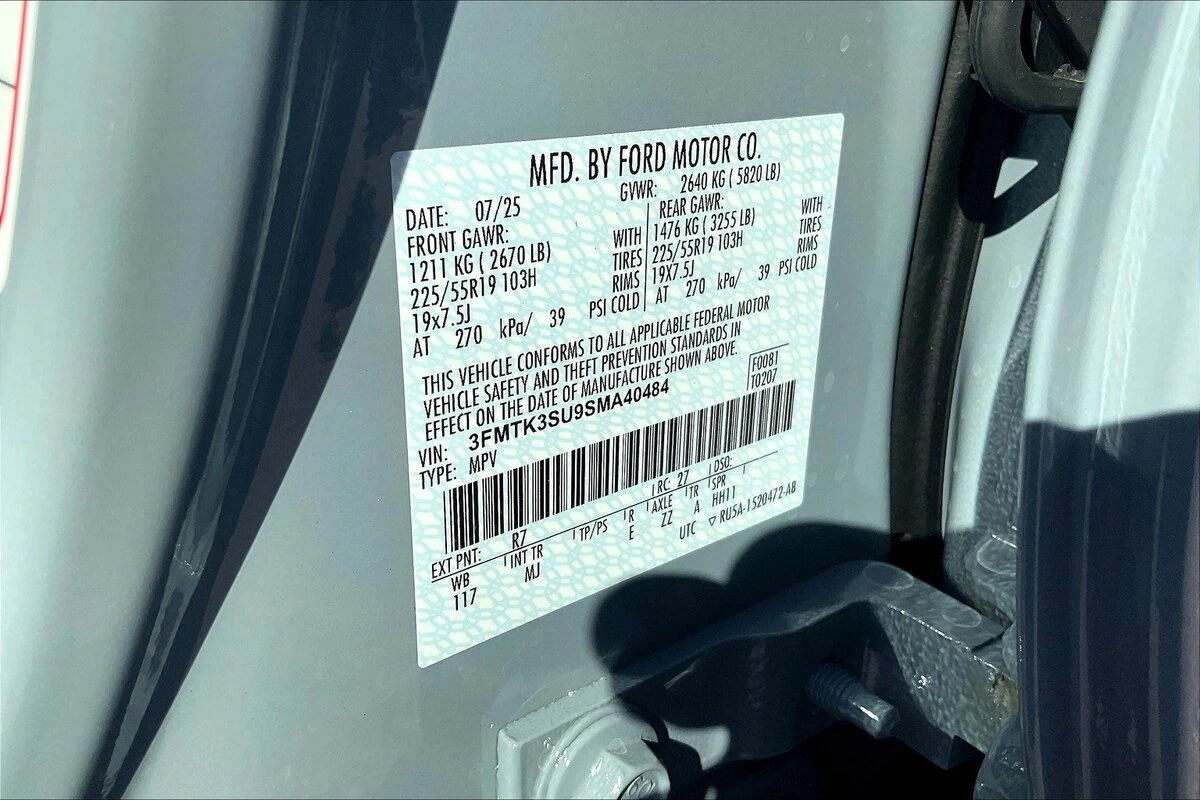 MFD. BY FORD MOTOR CO.
DATE: 07/25 GVWR: 2640 KG ( 5820 LB)
FRONT GAWR: REAR GAWR:
1211 KG ( 2670 LB) WITH 1476 KG ( 3255 LB) WITH
225/55R19 103H TIRES 225/55R19 103H TIRES
19x7.5J RIMS 19X7.5J RIMS
AT 270 kPa/ 39 PSI COLD AT 270 kPa/ 39 PSI COLD
THIS VEHICLE CONFORMS TO ALL APPLICABLE FEDERAL MOTOR
VEHICLE SAFETY AND THEFT PREVENTION STANDARDS IN
EFFECT ON THE DATE OF MANUFACTURE SHOWN ABOVE.
F0081
T0207
VIN: 3FMTK3SU9SMA40484
TYPE: MPV
EXT PNT: R7 RC: 27 DSO:
WB INT TR TP/PS R AXLE TR SPR
117 MJ E ZZ A HH11
UTC ▽ RU5A-1520472-AB